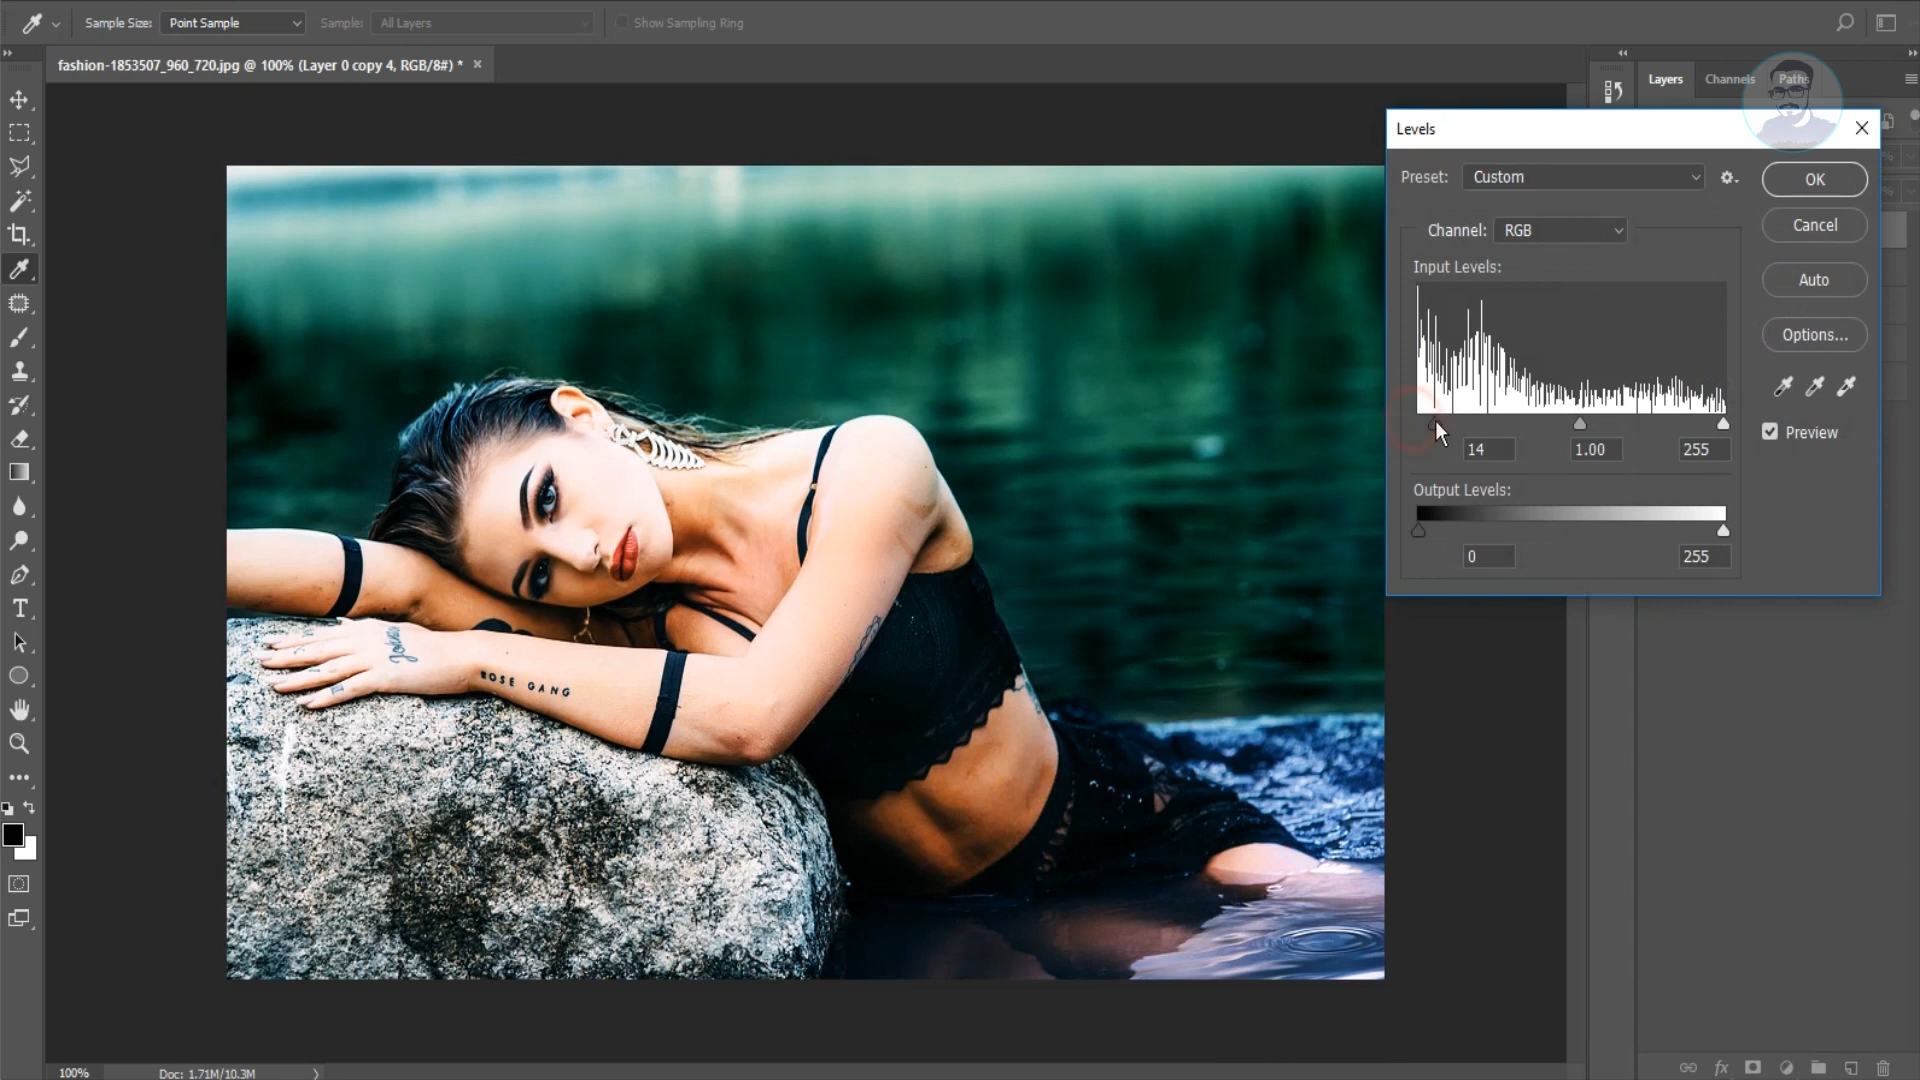 Sample Size: Point Sample Sample: All Layers Show Sampling Ring
fashion-1853507_960_720.jpg @ 100% (Layer 0 copy 4, RGB/8#) * ×
Layers Channels Paths
Levels
Preset: Custom
OK
Channel: RGB
Cancel
Input Levels:
Auto
Options...
Preview
14 1.00 255
Output Levels:
0 255
ROSE GANG
T
100% Doc: 1.71M/10.3M
fx